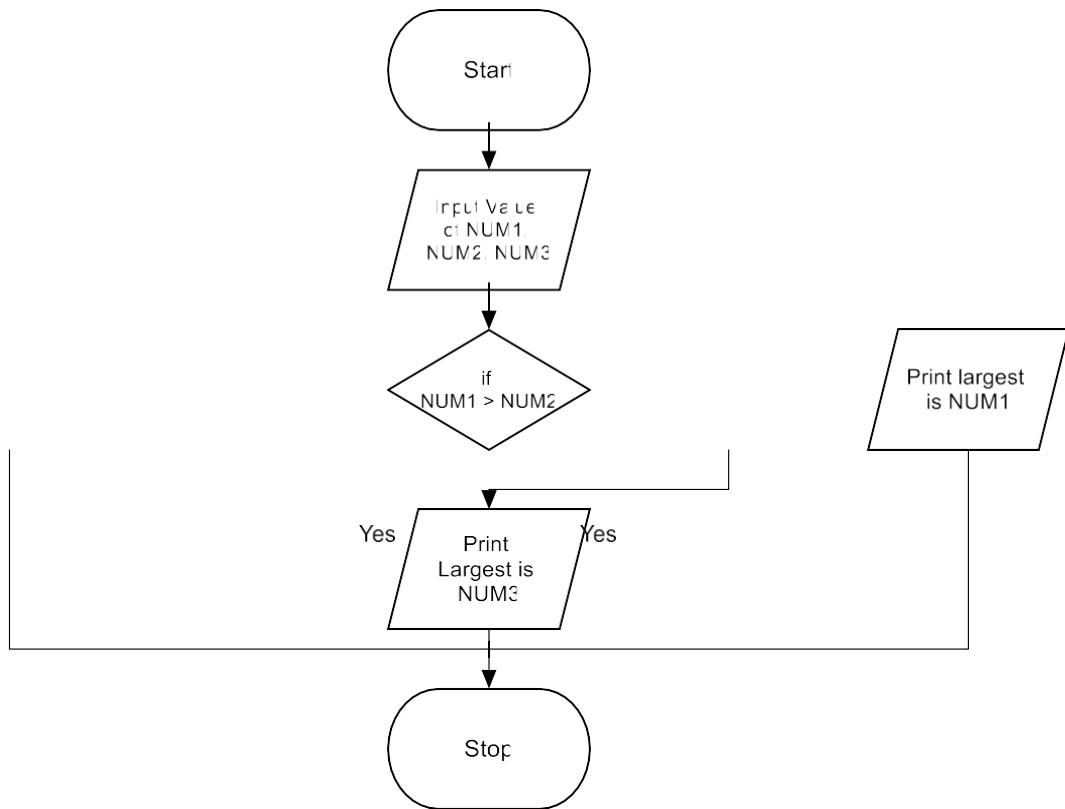 Start
Input Value
of NUM1,
NUM2, NUM3
if
NUM1 > NUM2
Print largest
is NUM1
Yes
Yes
Print
Largest is
NUM3
Stop